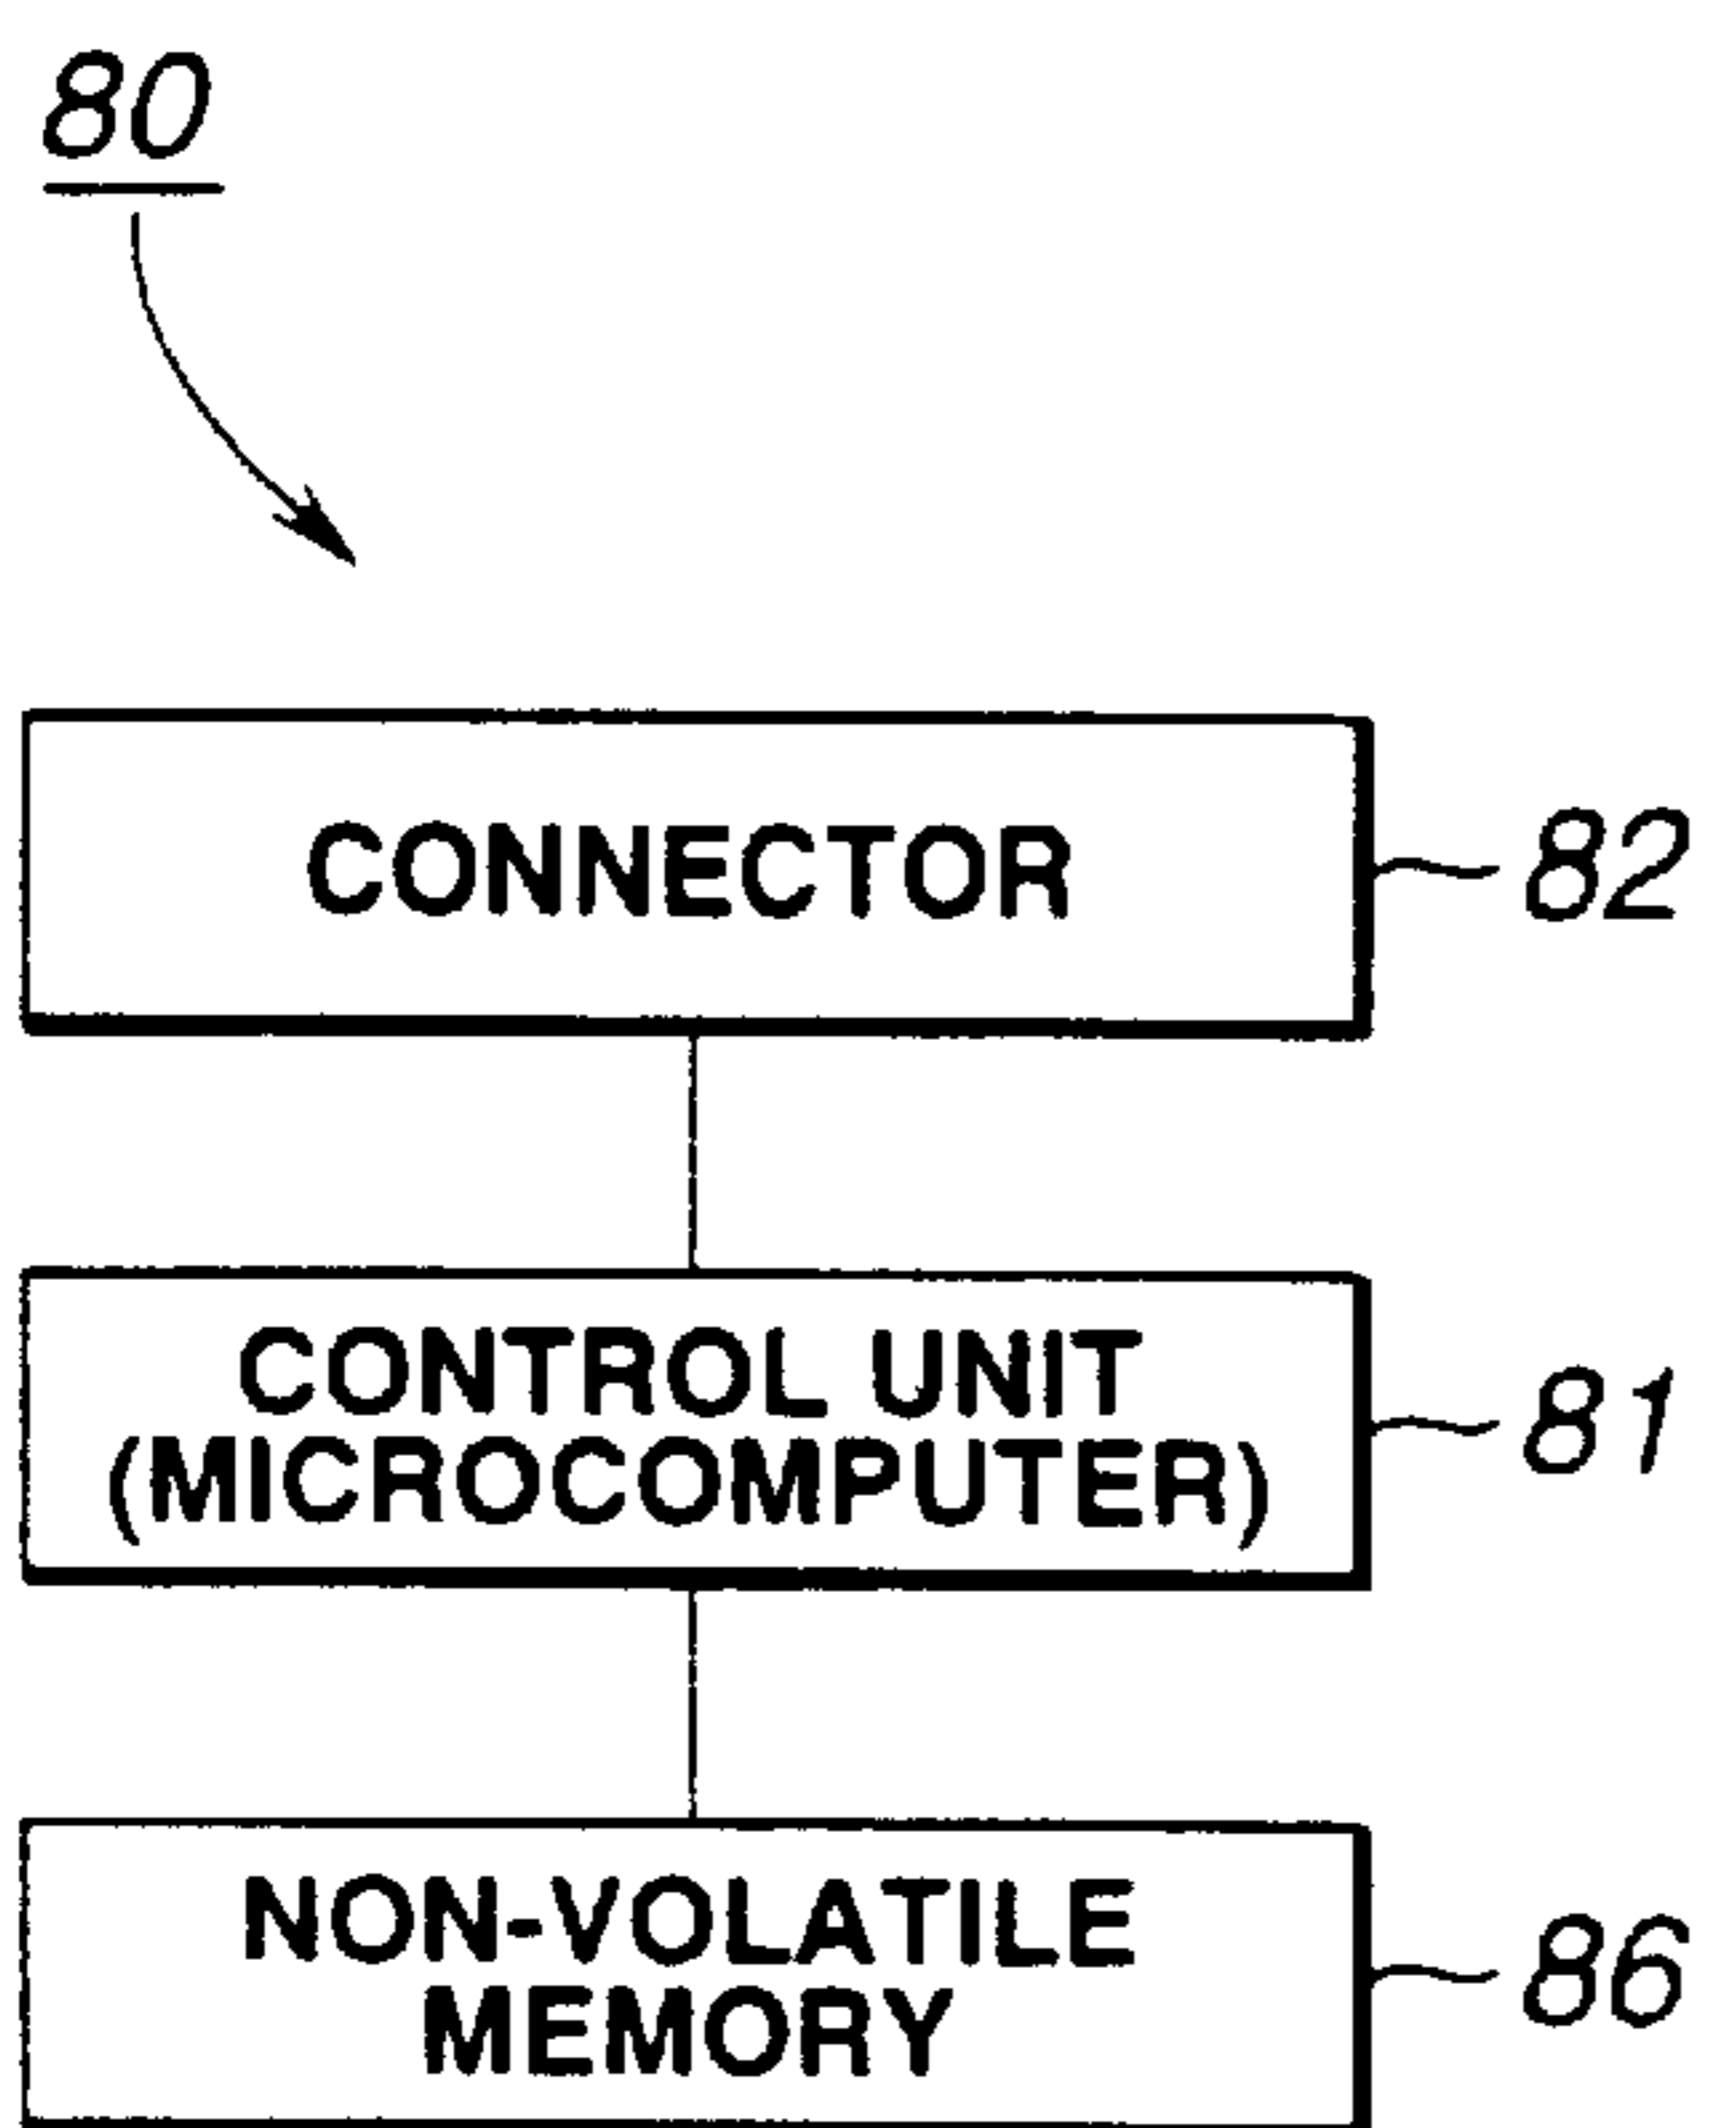 80
CONNECTOR
82
CONTROL UNIT
(MICROCOMPUTER)
81
NON-VOLATILE
MEMORY
86